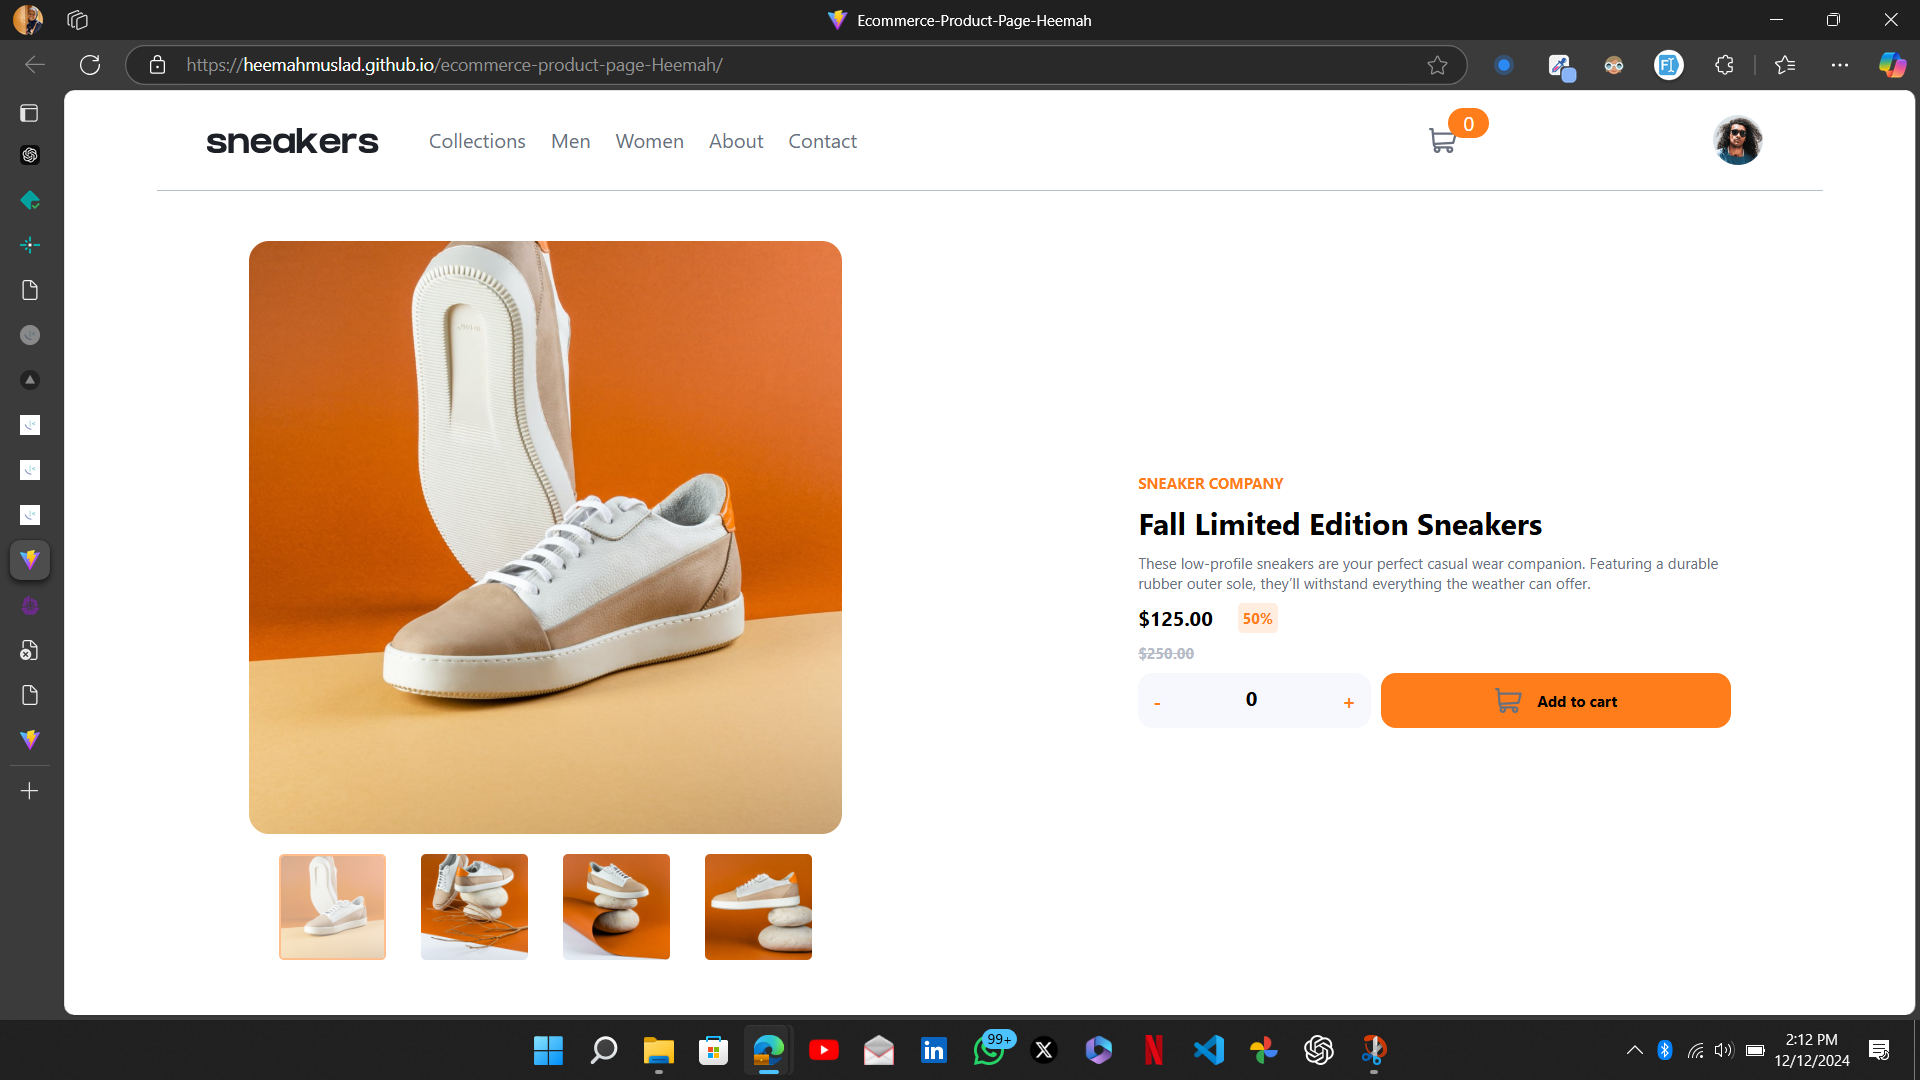 Ecommerce-Product-Page-Heemah
https://heemahmuslad.github.io/ecommerce-product-page-Heemah/
sneakers
Collections
Men
Women
About
Contact
0
SNEAKER COMPANY
Fall Limited Edition Sneakers
These low-profile sneakers are your perfect casual wear companion. Featuring a durable
rubber outer sole, they’ll withstand everything the weather can offer.
$125.00
50%
$250.00
-
0
+
Add to cart
99+
2:12 PM
12/12/2024